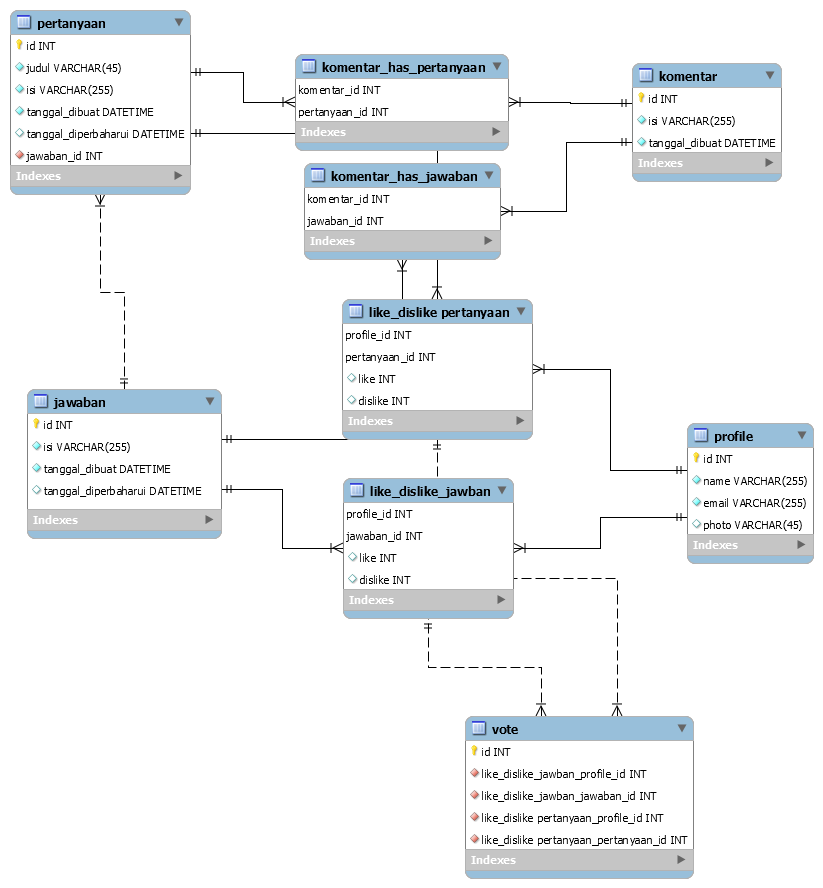 pertanyaan
id INT
judul VARCHAR(45)
isi VARCHAR(255)
tanggal_dibuat DATETIME
tanggal_diperbaharui DATETIME
jawaban_id INT
Indexes
komentar_has_pertanyaan
komentar_id INT
pertanyaan_id INT
Indexes
komentar
id INT
isi VARCHAR(255)
tanggal_dibuat DATETIME
Indexes
komentar_has_jawaban
komentar_id INT
jawaban_id INT
Indexes
like_dislike pertanyaan
profile_id INT
pertanyaan_id INT
like INT
dislike INT
Indexes
jawaban
id INT
isi VARCHAR(255)
tanggal_dibuat DATETIME
tanggal_diperbaharui DATETIME
Indexes
profile
id INT
name VARCHAR(255)
email VARCHAR(255)
photo VARCHAR(45)
Indexes
like_dislike_jawban
profile_id INT
jawaban_id INT
like INT
dislike INT
Indexes
vote
id INT
like_dislike_jawban_profile_id INT
like_dislike_jawban_jawaban_id INT
like_dislike pertanyaan_profile_id INT
like_dislike pertanyaan_pertanyaan_id INT
Indexes